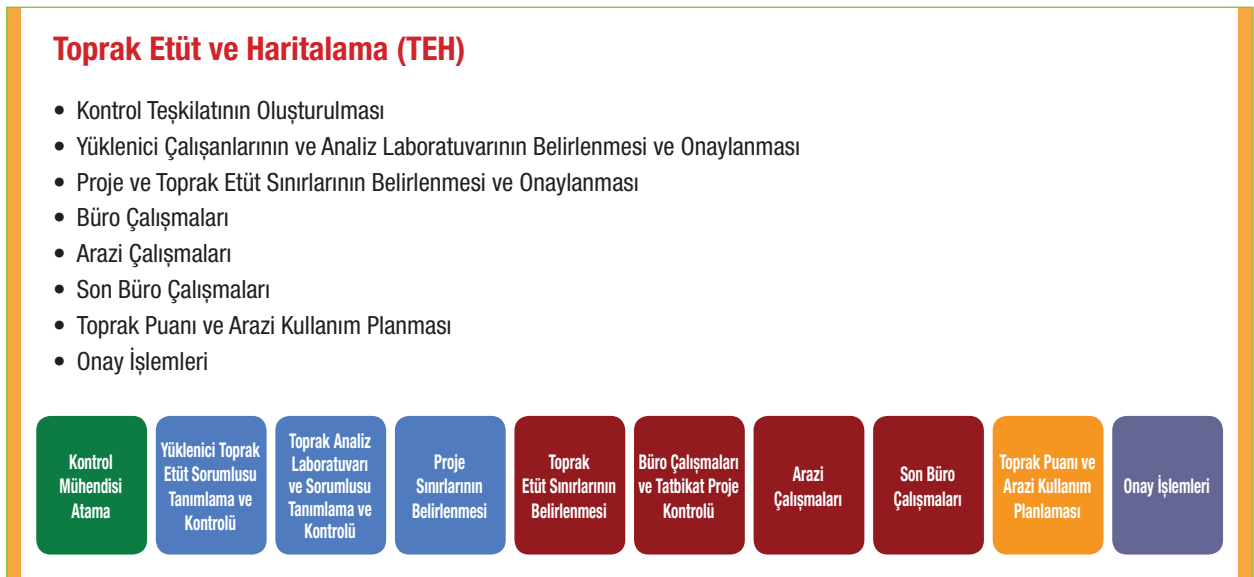 Toprak Etüt ve Haritalama (TEH)
• Kontrol Teşkilatının Oluşturulması
• Yüklenici Çalışanlarının ve Analiz Laboratuvarının Belirlenmesi ve Onaylanması
• Proje ve Toprak Etüt Sınırlarının Belirlenmesi ve Onaylanması
• Büro Çalışmaları
• Arazi Çalışmaları
• Son Büro Çalışmaları
• Toprak Puanı ve Arazi Kullanım Planması
• Onay İşlemleri
Kontrol
Mühendisi
Atama
Yüklenici Toprak
Etüt Sorumlusu
Tanımlama ve
Kontrolü
Toprak Analiz
Laboratuvarı
ve Sorumlusu
Tanımlama ve
Kontrolü
Proje
Sınırlarının
Belirlenmesi
Toprak
Etüt Sınırlarının
Belirlenmesi
Büro Çalışmaları
ve Tatbikat Proje
Kontrolü
Arazi
Çalışmaları
Son Büro
Çalışmaları
Toprak Puanı ve
Arazi Kullanım
Planlaması
Onay İşlemleri